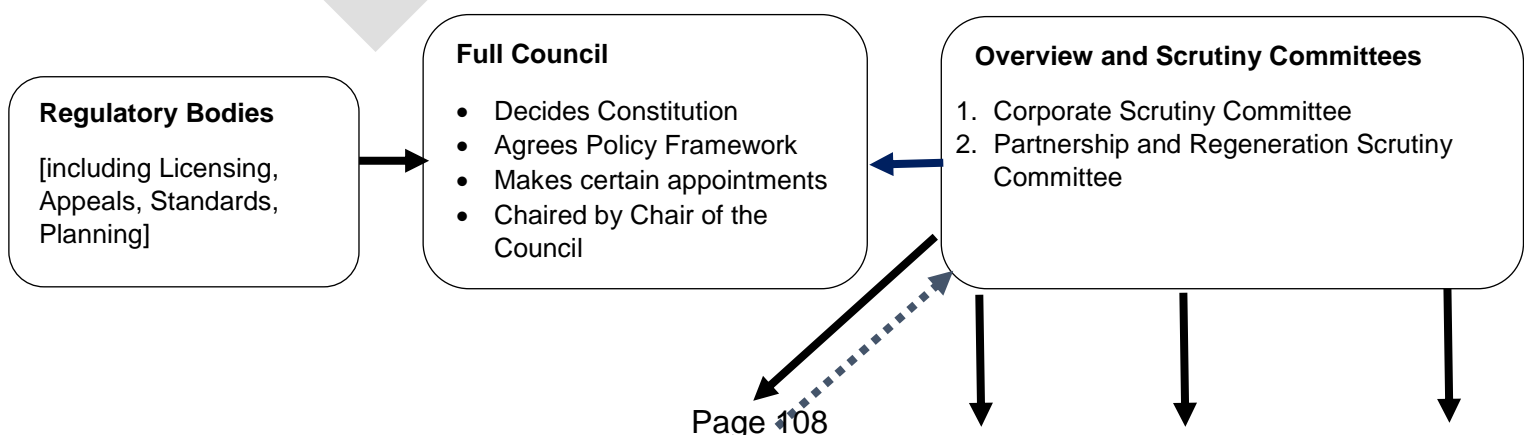 Regulatory Bodies
[including Licensing,
Appeals, Standards,
Planning]
Full Council
• Decides Constitution
• Agrees Policy Framework
• Makes certain appointments
• Chaired by Chair of the
Council
Overview and Scrutiny Committees
1. Corporate Scrutiny Committee
2. Partnership and Regeneration Scrutiny
Committee
Page 108